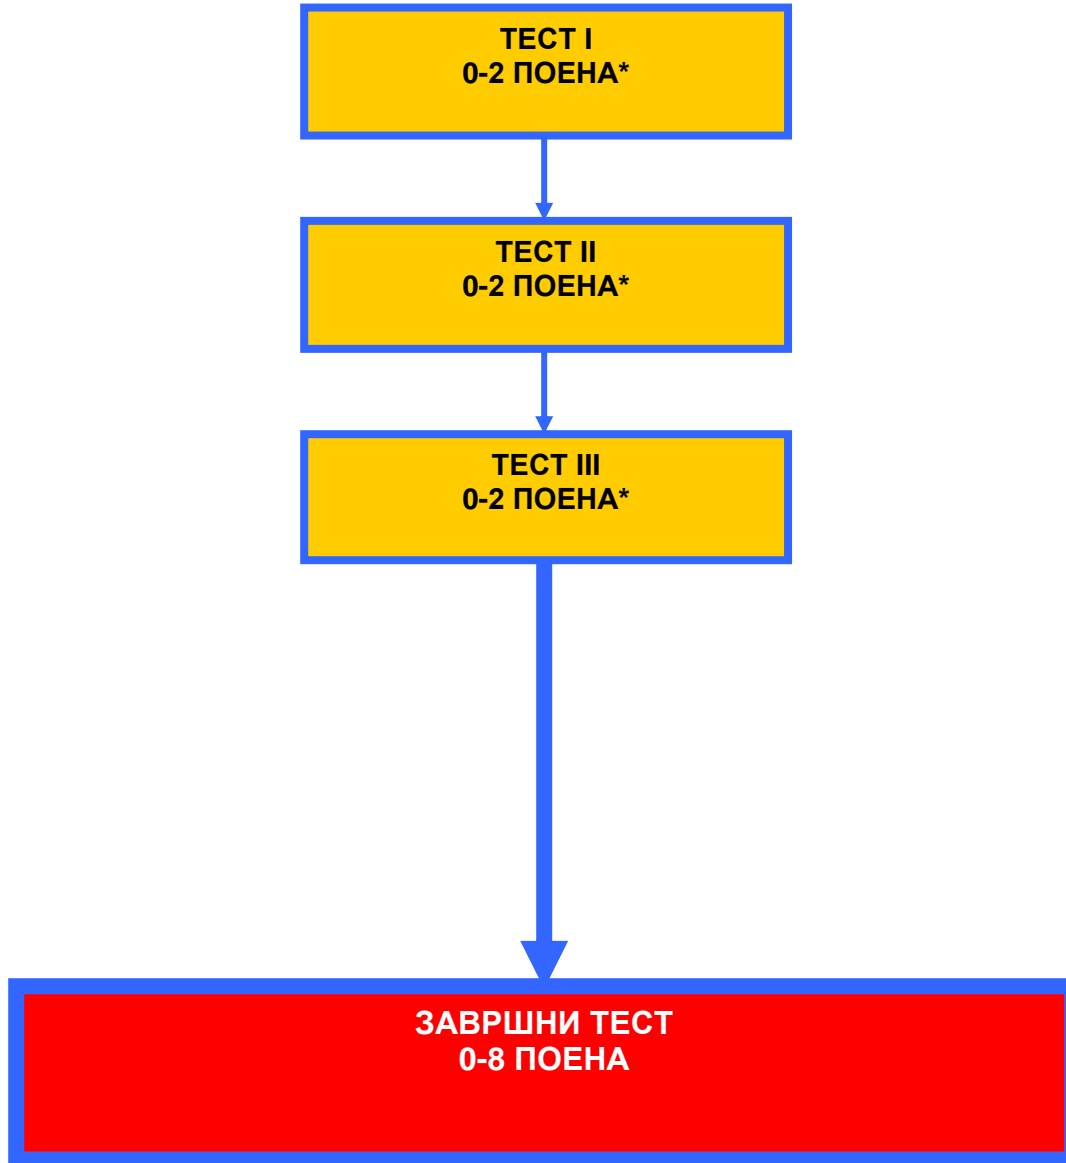 ТЕСТ I
0-2 ПОЕНА*
ТЕСТ II
0-2 ПОЕНА*
ТЕСТ III
0-2 ПОЕНА*
ЗАВРШНИ ТЕСТ
0-8 ПОЕНА